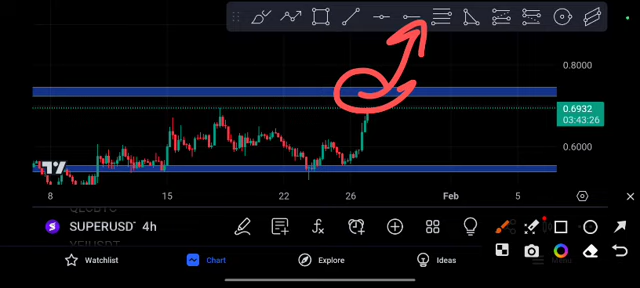 0.8000
0.6932
03:43:26
0.6000
8 15 22 26 Feb 5
SUPERUSD 4h
Watchlist Chart Explore Ideas